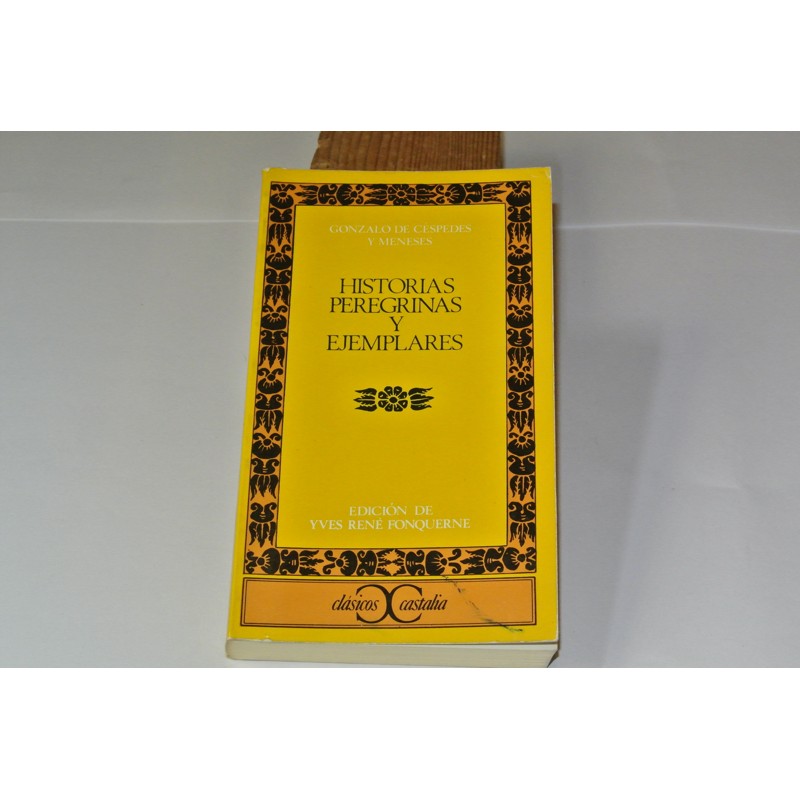 GONZALO DE CESPEDES
Y MENESES
HISTORIAS
PEREGRINAS
Y
EJEMPLARES
EDICIÓN DE
YVES RENÉ FONQUERNE
clásicos castalia